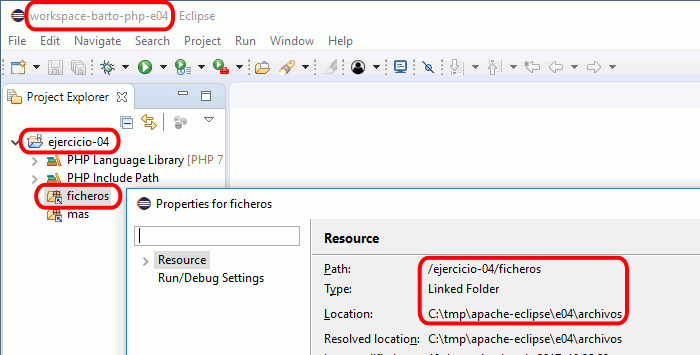 workspace-barto-php-e04 - Eclipse
File Edit Navigate Search Project Run Window Help
Project Explorer
ejercicio-04
PHP Language Library [PHP 7
PHP Include Path
ficheros
mas
Properties for ficheros
Resource
Run/Debug Settings
Resource
Path: /ejercicio-04/ficheros
Type: Linked Folder
Location: C:\tmp\apache-eclipse\e04\archivos
Resolved location: C:\tmp\apache-eclipse\e04\archivos